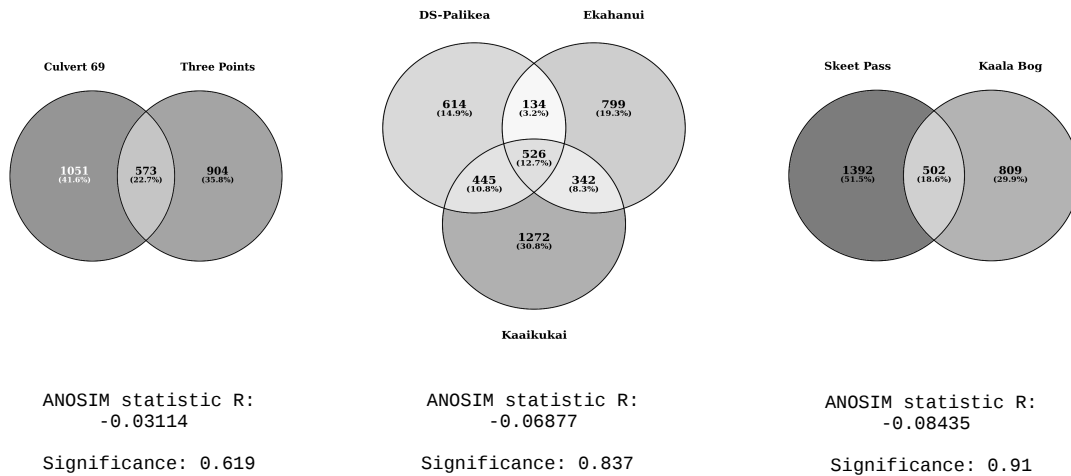 Culvert 69
Three Points
1051
(41.6%)
573
(22.7%)
904
(35.8%)
ANOSIM statistic R:
-0.03114
Significance: 0.619
DS-Palikea
Ekahanui
614
(14.9%)
134
(3.2%)
799
(19.3%)
526
(12.7%)
445
(10.8%)
342
(8.3%)
1272
(30.8%)
Kaaikukai
ANOSIM statistic R:
-0.06877
Significance: 0.837
Skeet Pass
Kaala Bog
1392
(51.5%)
502
(18.6%)
809
(29.9%)
ANOSIM statistic R:
-0.08435
Significance: 0.91